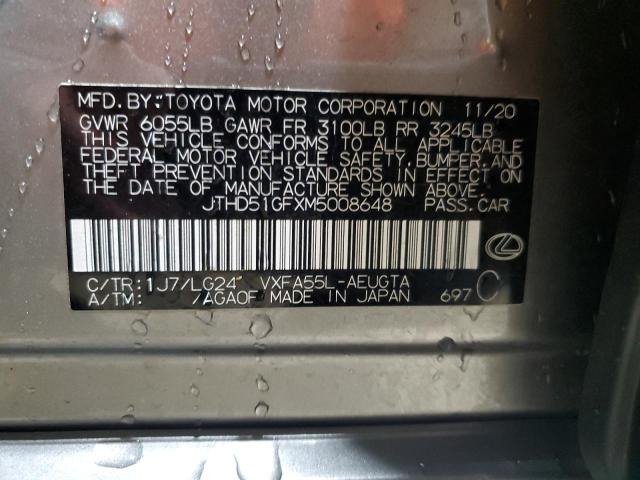 MFD. BY: TOYOTA MOTOR CORPORATION 11/20
GVWR 6055LB GAWR FR 3100LB RR 3245LB
THIS VEHICLE CONFORMS TO ALL APPLICABLE
FEDERAL MOTOR VEHICLE SAFETY, BUMPER, AND
THEFT PREVENTION STANDARDS IN EFFECT ON
THE DATE OF MANUFACTURE SHOWN ABOVE.
JTHD51GFXM5008648 PASS. CAR
C/TR: 1J7/LG24 VXFA55L-AEUGTA
A/TM: /AGA0F MADE IN JAPAN 697 C